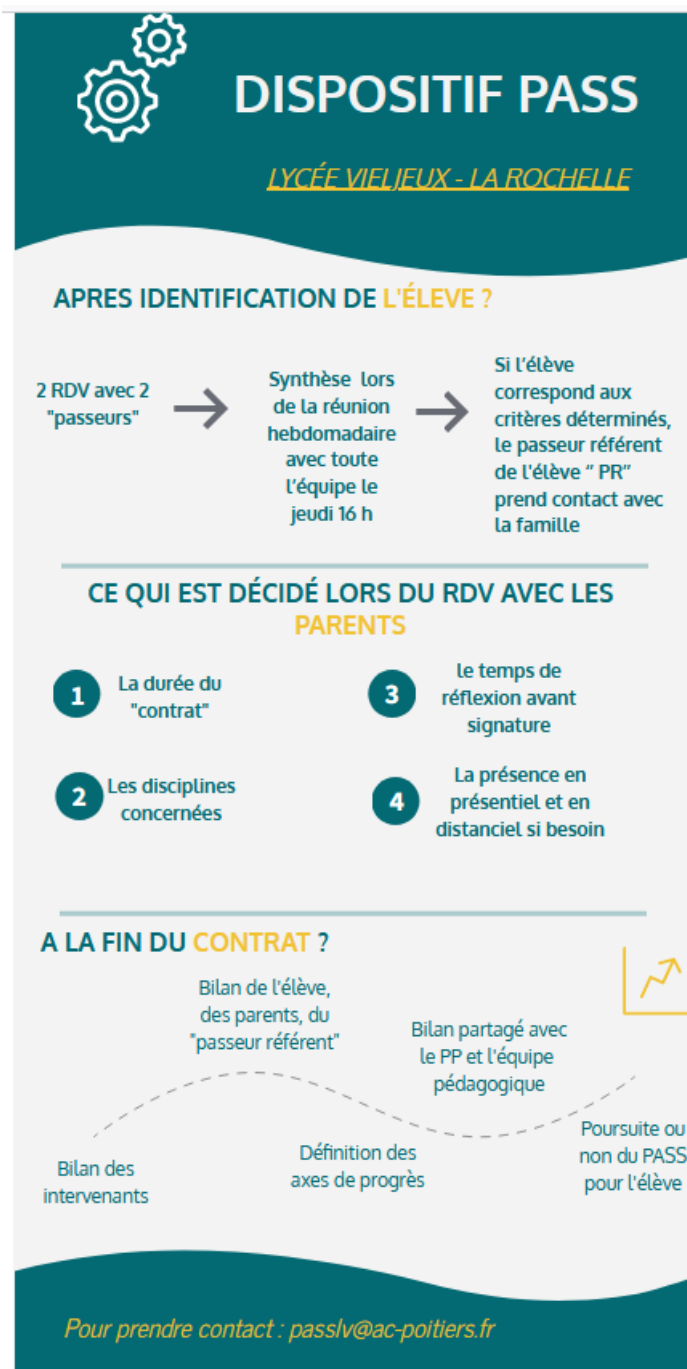 DISPOSITIF PASS
LYCÉE VIELJEUX - LA ROCHELLE
APRES IDENTIFICATION DE L'ÉLEVE ?
2 RDV avec 2
"passeurs"
Synthèse lors
de la réunion
hebdomadaire
avec toute
l'équipe le
jeudi 16 h
Si l'élève
correspond aux
critères déterminés,
le passeur référent
de l'élève " PR"
prend contact avec
la famille
CE QUI EST DÉCIDÉ LORS DU RDV AVEC LES
PARENTS
1
La durée du
"contrat"
2
Les disciplines
concernées
3
le temps de
réflexion avant
signature
4
La présence en
présentiel et en
distanciel si besoin
A LA FIN DU CONTRAT ?
Bilan des
intervenants
Bilan de l'élève,
des parents, du
"passeur référent"
Définition des
axes de progrès
Bilan partagé avec
le PP et l'équipe
pédagogique
Poursuite ou
non du PASS
pour l'élève
Pour prendre contact : passlv@ac-poitiers.fr